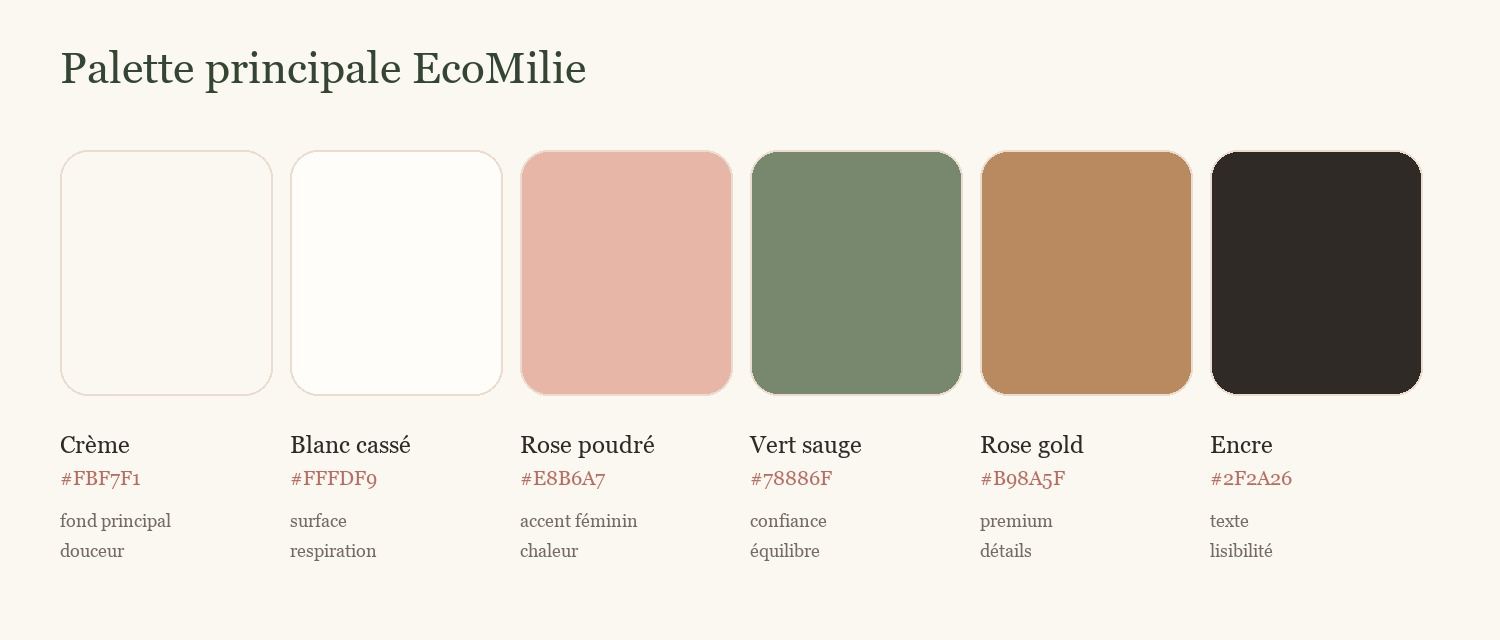 Palette principale EcoMilie
Crème
#FBF7F1
fond principal
douceur
Blanc cassé
#FFFDF9
surface
respiration
Rose poudré
#E8B6A7
accent féminin
chaleur
Vert sauge
#78886F
confiance
équilibre
Rose gold
#B98A5F
premium
détails
Encre
#2F2A26
texte
lisibilité